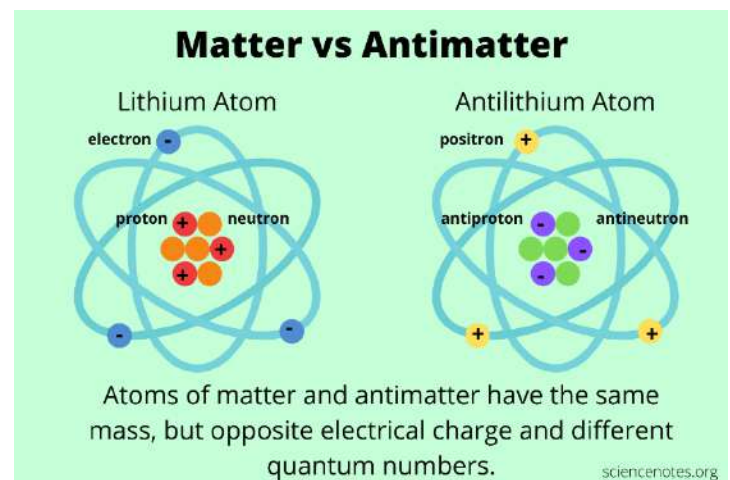 Matter vs Antimatter
Lithium Atom
electron
-
proton
+
neutron
+
+
-
-
Antilithium Atom
positron
+
antiproton
-
antineutron
-
-
+
+
Atoms of matter and antimatter have the same
mass, but opposite electrical charge and different
quantum numbers.
sciencenotes.org